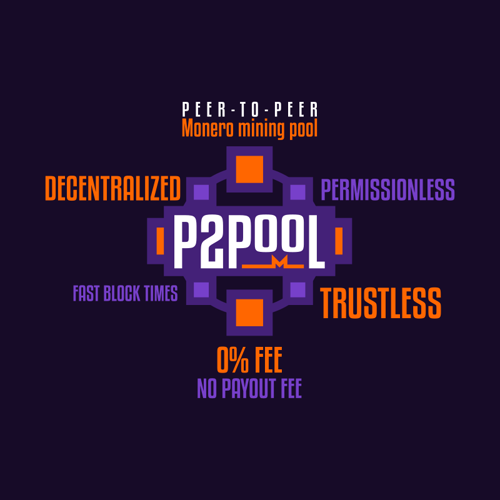 PEER-TO-PEER
Monero mining pool
DECENTRALIZED
PERMISSIONLESS
P2POOL
FAST BLOCK TIMES
TRUSTLESS
0% FEE
NO PAYOUT FEE